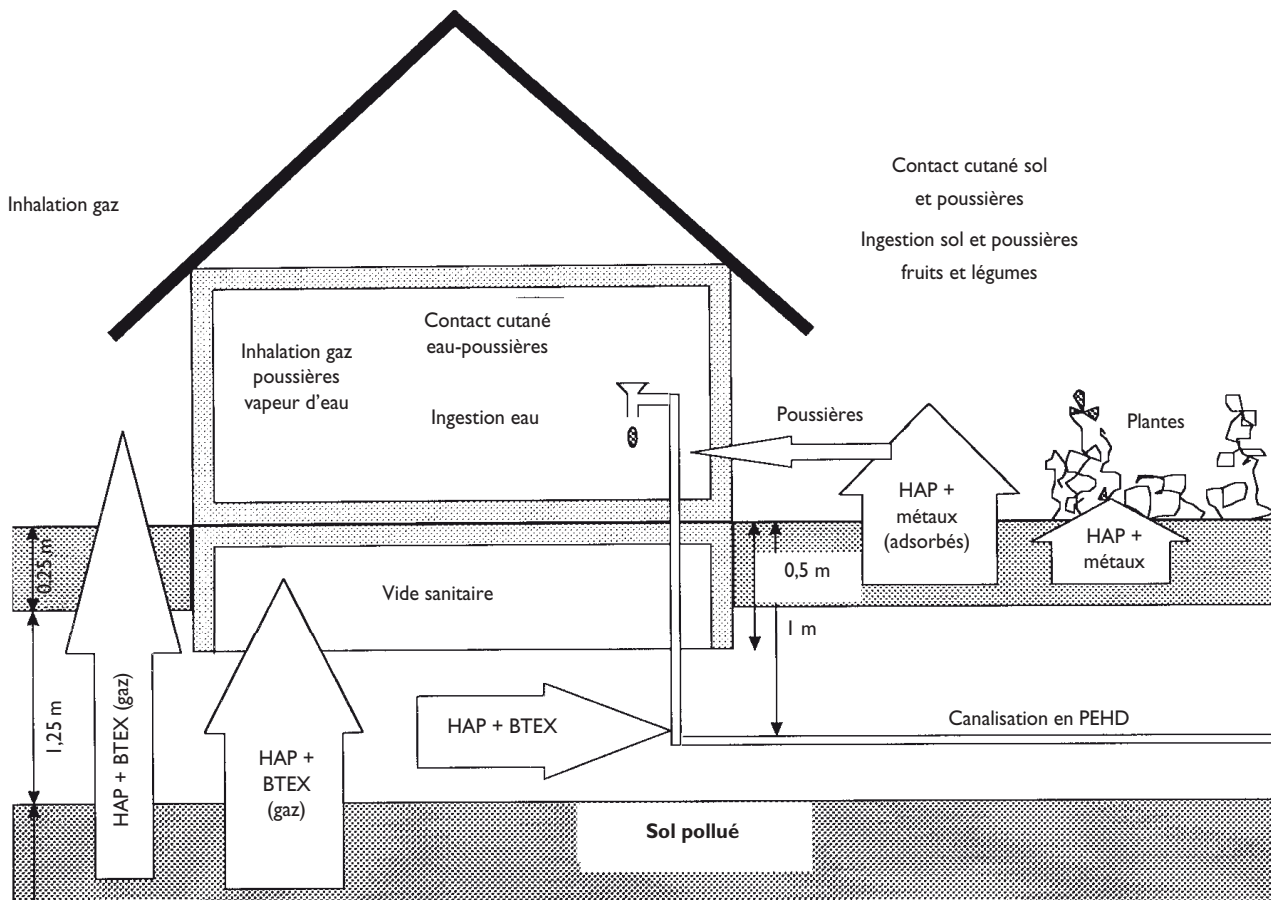 Inhalation gaz
Contact cutané sol
et poussières
Ingestion sol et poussières
fruits et légumes
Contact cutané
eau-poussières
Inhalation gaz
poussières
vapeur d'eau
Ingestion eau
Poussières
Plantes
HAP +
métaux
(adsorbés)
HAP +
métaux
0,25 m
0,5 m
Vide sanitaire
1 m
1,25 m
HAP + BTEX (gaz)
HAP +
BTEX
(gaz)
HAP + BTEX
Canalisation en PEHD
Sol pollué